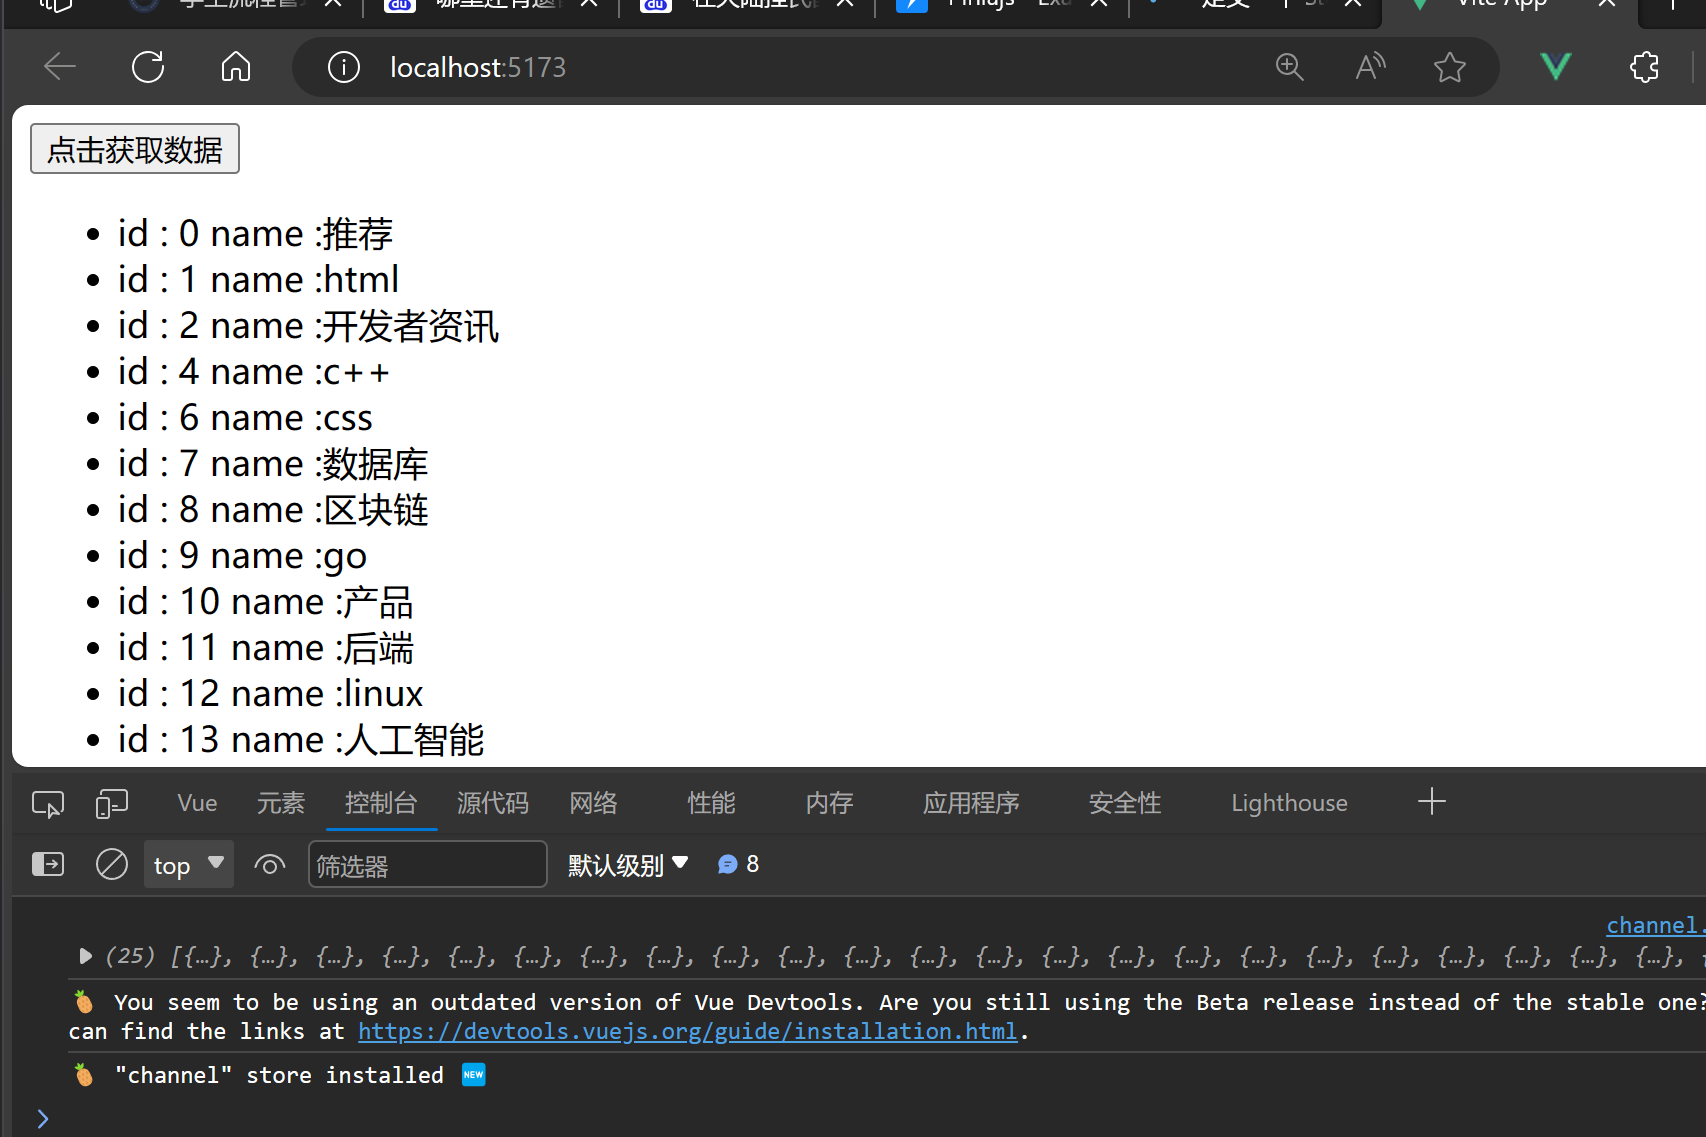 Vite App
localhost:5173
点击获取数据
id : 0 name :推荐
id : 1 name :html
id : 2 name :开发者资讯
id : 4 name :c++
id : 6 name :css
id : 7 name :数据库
id : 8 name :区块链
id : 9 name :go
id : 10 name :产品
id : 11 name :后端
id : 12 name :linux
id : 13 name :人工智能
Vue 元素 控制台 源代码 网络 性能 内存 应用程序 安全性 Lighthouse
top 筛选器 默认级别 8
channel.
(25) [{…}, {…}, {…}, {…}, {…}, {…}, {…}, {…}, {…}, {…}, {…}, {…}, {…}, {…}, {…}, {…}, {…}, {…}, {…}, {…}, {…}, {…}, {…},
🍍 You seem to be using an outdated version of Vue Devtools. Are you still using the Beta release instead of the stable one?
can find the links at https://devtools.vuejs.org/guide/installation.html.
🍍 "channel" store installed 🆕